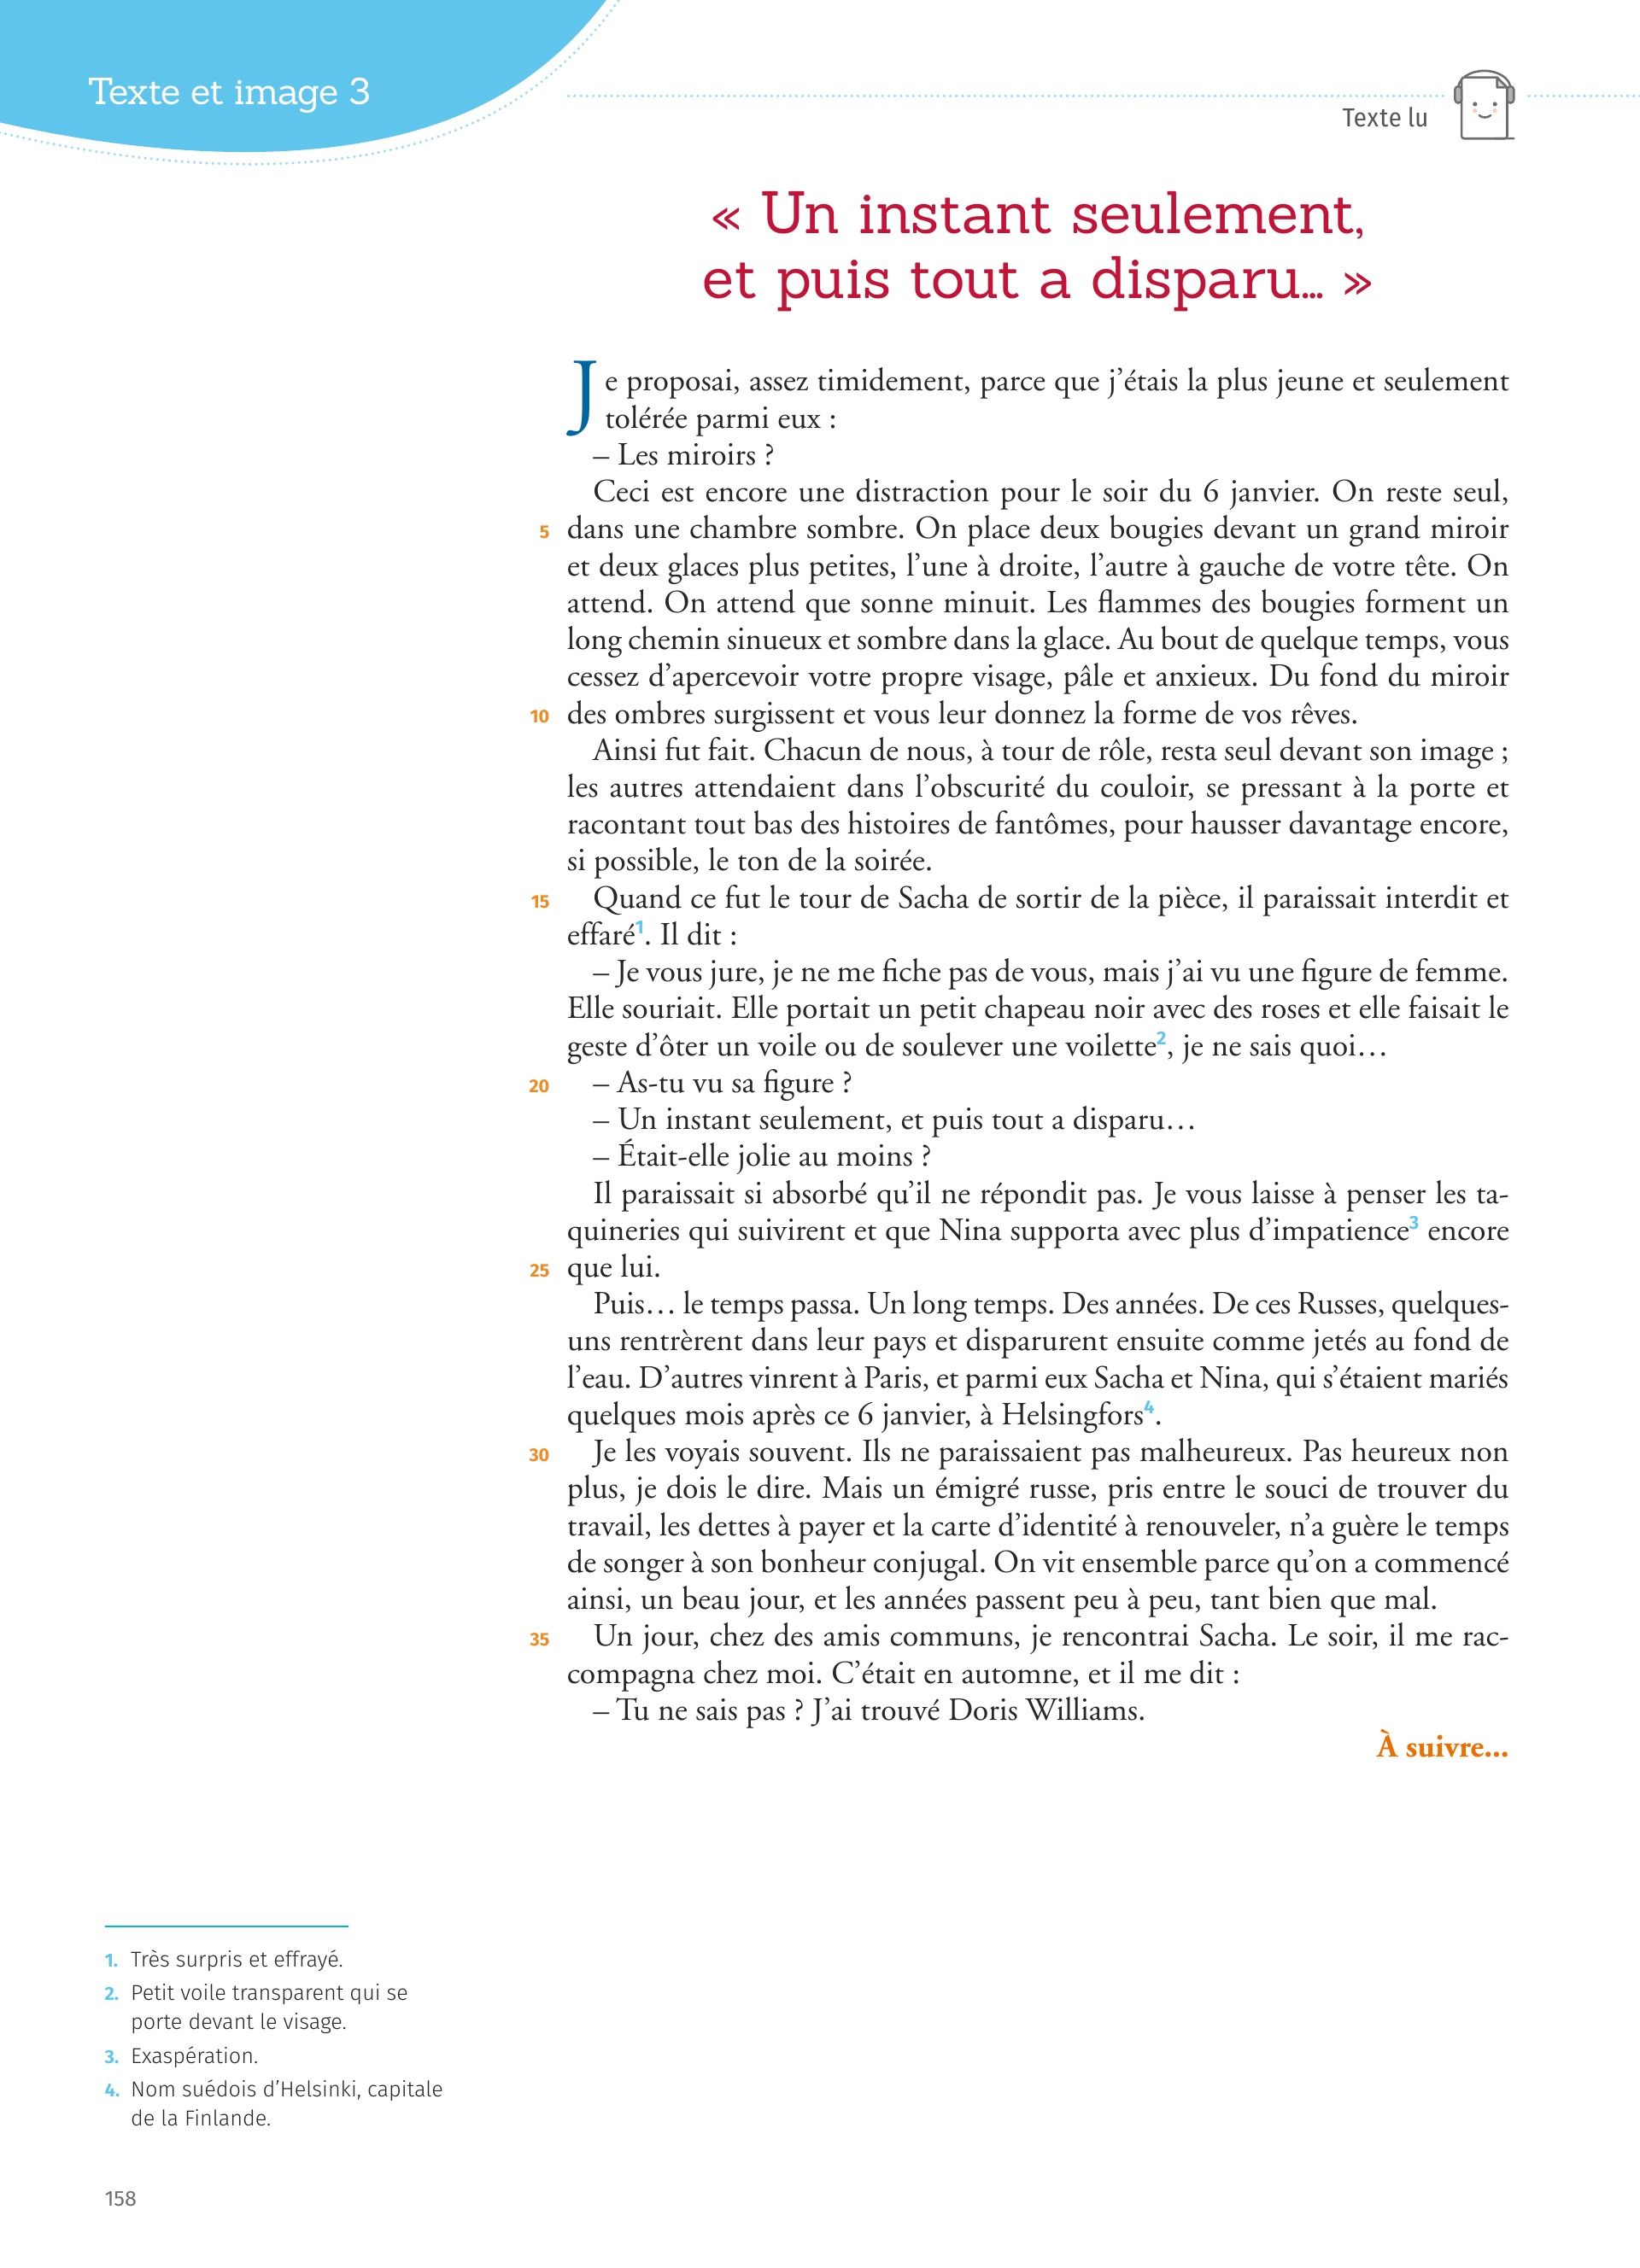 Texte et image 3
Texte lu
« Un instant seulement,
et puis tout a disparu… »
Je proposai, assez timidement, parce que j’étais la plus jeune et seulement
tolérée parmi eux :
– Les miroirs ?
Ceci est encore une distraction pour le soir du 6 janvier. On reste seul,
5 dans une chambre sombre. On place deux bougies devant un grand miroir
et deux glaces plus petites, l’une à droite, l’autre à gauche de votre tête. On
attend. On attend que sonne minuit. Les flammes des bougies forment un
long chemin sinueux et sombre dans la glace. Au bout de quelque temps, vous
cessez d’apercevoir votre propre visage, pâle et anxieux. Du fond du miroir
10 des ombres surgissent et vous leur donnez la forme de vos rêves.
Ainsi fut fait. Chacun de nous, à tour de rôle, resta seul devant son image ;
les autres attendaient dans l’obscurité du couloir, se pressant à la porte et
racontant tout bas des histoires de fantômes, pour hausser davantage encore,
si possible, le ton de la soirée.
15 Quand ce fut le tour de Sacha de sortir de la pièce, il paraissait interdit et
effaré1. Il dit :
– Je vous jure, je ne me fiche pas de vous, mais j’ai vu une figure de femme.
Elle souriait. Elle portait un petit chapeau noir avec des roses et elle faisait le
geste d’ôter un voile ou de soulever une voilette2, je ne sais quoi…
20 – As-tu vu sa figure ?
– Un instant seulement, et puis tout a disparu…
– Était-elle jolie au moins ?
Il paraissait si absorbé qu’il ne répondit pas. Je vous laisse à penser les ta-
quineries qui suivirent et que Nina supporta avec plus d’impatience3 encore
25 que lui.
Puis… le temps passa. Un long temps. Des années. De ces Russes, quelques-
uns rentrèrent dans leur pays et disparurent ensuite comme jetés au fond de
l’eau. D’autres vinrent à Paris, et parmi eux Sacha et Nina, qui s’étaient mariés
quelques mois après ce 6 janvier, à Helsingfors4.
30 Je les voyais souvent. Ils ne paraissaient pas malheureux. Pas heureux non
plus, je dois le dire. Mais un émigré russe, pris entre le souci de trouver du
travail, les dettes à payer et la carte d’identité à renouveler, n’a guère le temps
de songer à son bonheur conjugal. On vit ensemble parce qu’on a commencé
ainsi, un beau jour, et les années passent peu à peu, tant bien que mal.
35 Un jour, chez des amis communs, je rencontrai Sacha. Le soir, il me rac-
compagna chez moi. C’était en automne, et il me dit :
– Tu ne sais pas ? J’ai trouvé Doris Williams.
À suivre…
1. Très surpris et effrayé.
2. Petit voile transparent qui se
porte devant le visage.
3. Exaspération.
4. Nom suédois d’Helsinki, capitale
de la Finlande.
158